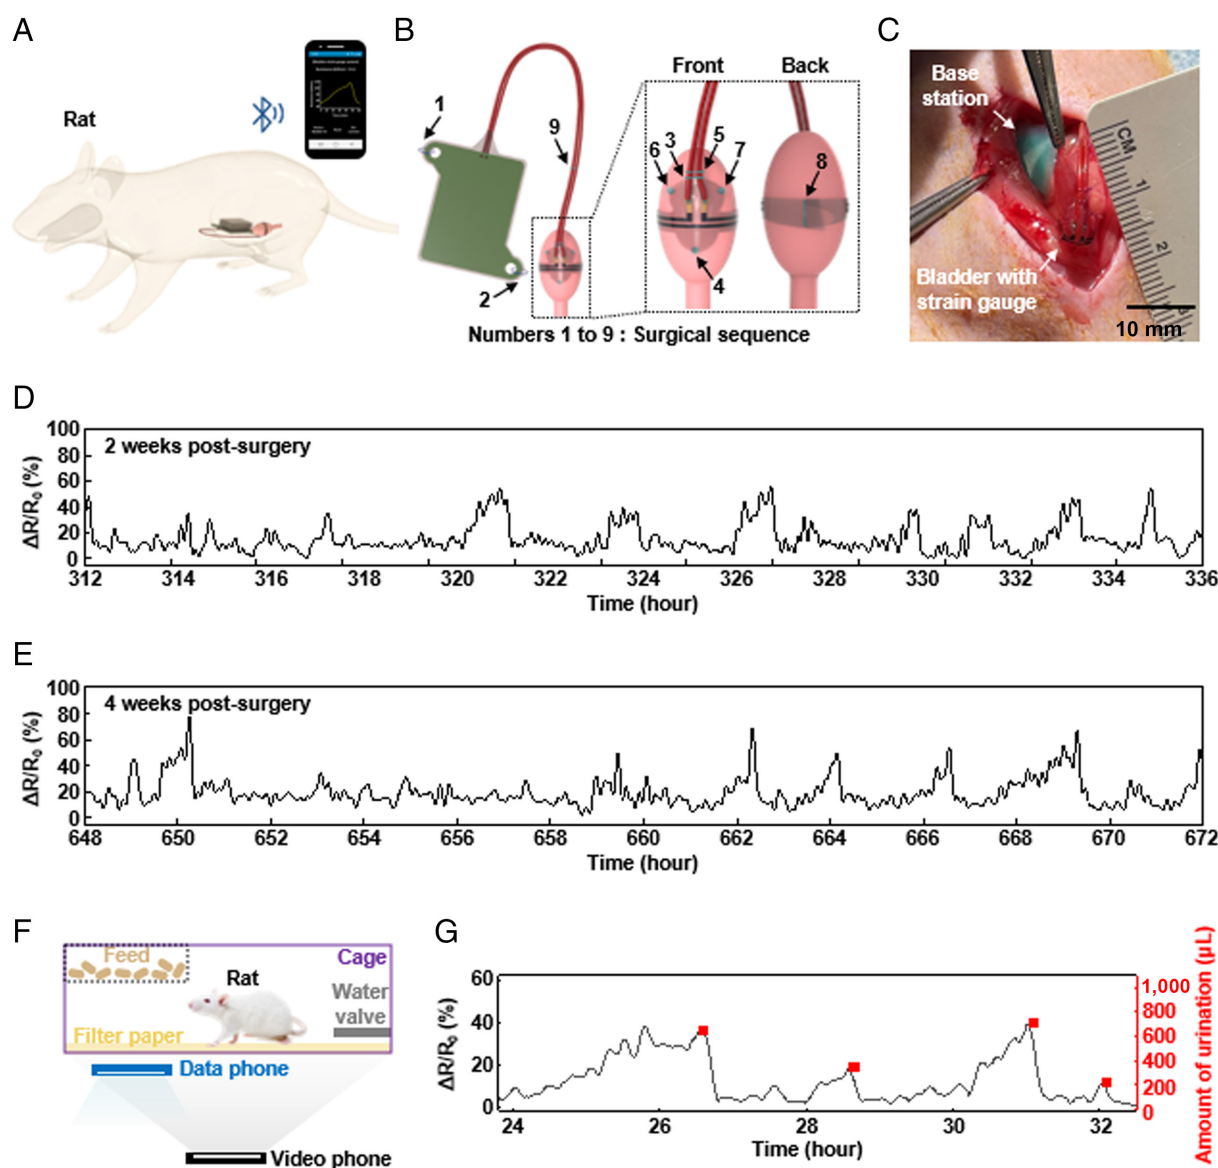 A
B
C
Rat
1
2
9
Front
Back
6
3
5
7
4
8
Numbers 1 to 9 : Surgical sequence
Base
station
CM
1
2
3
Bladder with
strain gauge
10 mm
D
2 weeks post-surgery
ΔR/R₀ (%)
100
80
60
40
20
0
312 314 316 318 320 322 324 326 328 330 332 334 336
Time (hour)
E
4 weeks post-surgery
ΔR/R₀ (%)
100
80
60
40
20
0
648 650 652 654 656 658 660 662 664 666 668 670 672
Time (hour)
F
Feed
Cage
Rat
Water
valve
Filter paper
Data phone
Video phone
G
ΔR/R₀ (%)
60
40
20
0
24 26 28 30 32
Time (hour)
1,000
800
600
400
200
0
Amount of urination (μL)